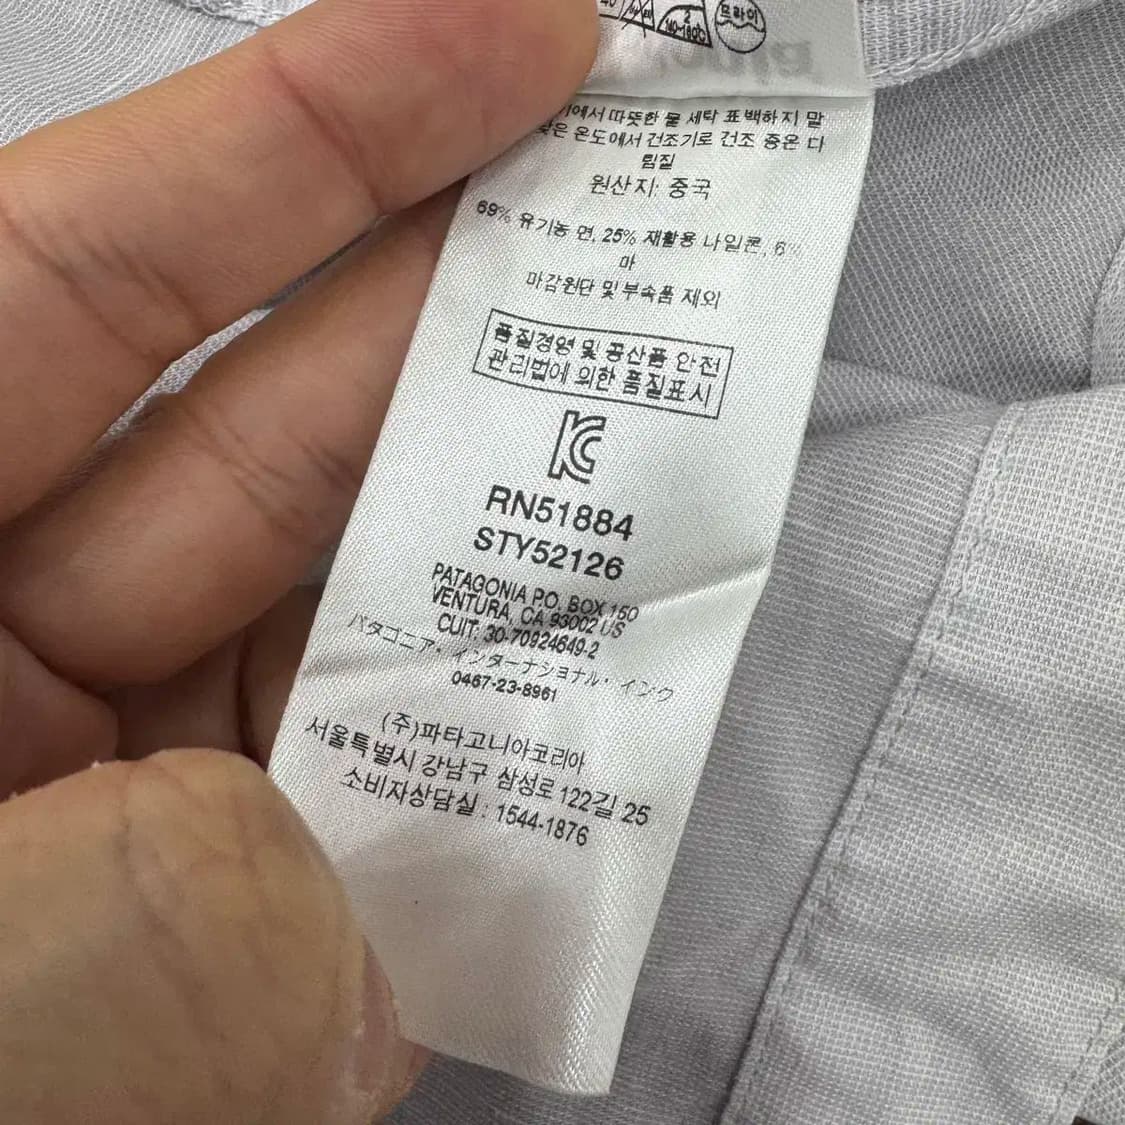 40
2
140~160℃
드라이
에서 따뜻한 물 세탁 표백하지 말
낮은 온도에서 건조기로 건조 중온 다
림질
원산지: 중국
69% 유기농 면, 25% 재활용 나일론, 6%
마
마감원단 및부속품 제외
품질경영 및 공산품 안전
관리법에 의한 품질표시
KC
RN51884
STY52126
PATAGONIA P.O. BOX 150
VENTURA, CA 93002 US
CUIT: 30-70924649-2
パタゴニア・インターナショナル・インク
0467-23-8961
(주)파타고니아코리아
서울특별시 강남구 삼성로 122길 25
소비자상담실 : 1544-1876